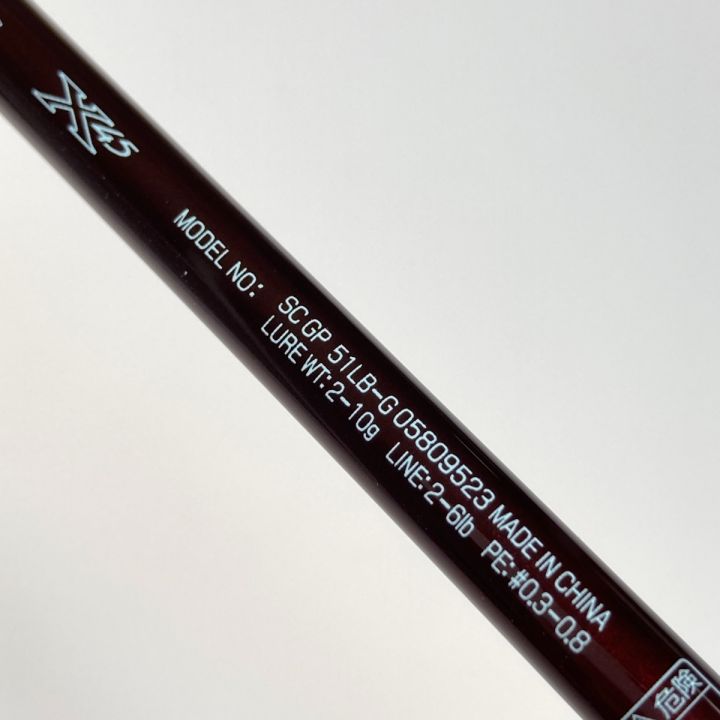 X45
MODEL NO: SC GP 51LB-G 05809523 MADE IN CHINA
LURE WT:2-10g LINE:2-6lb PE:#0.3-0.8
危険